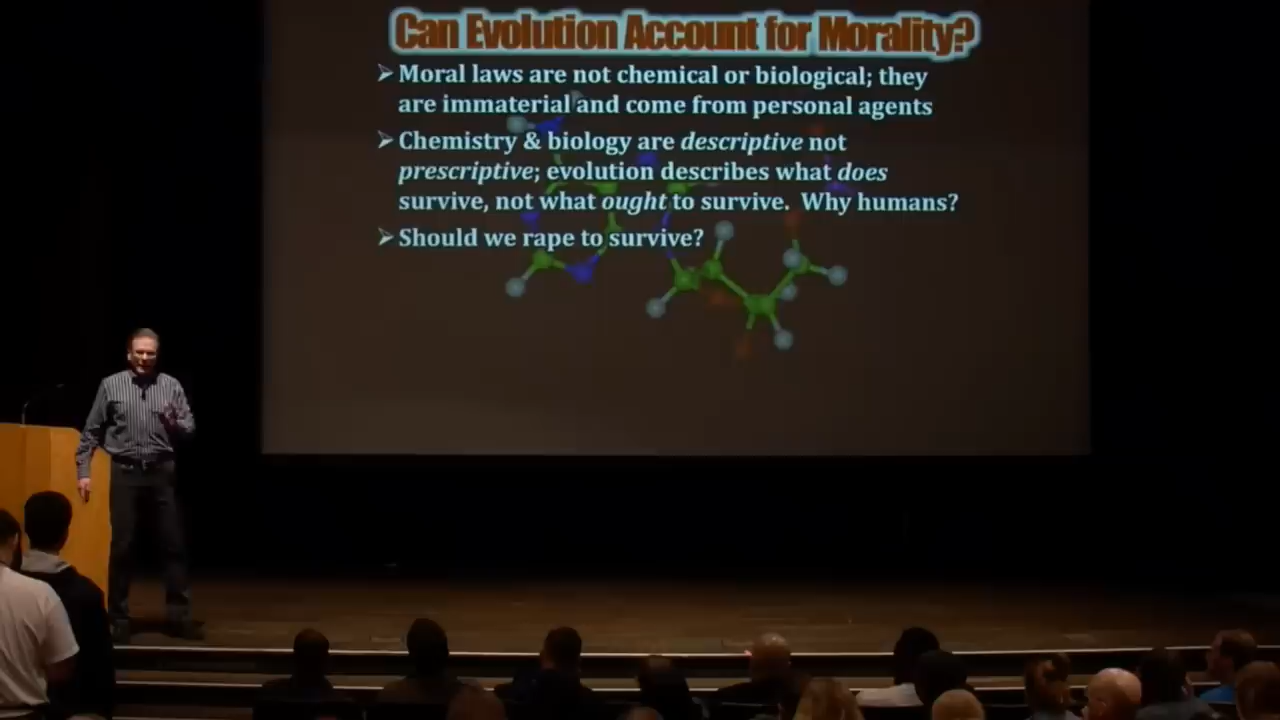 Can Evolution Account for Morality?
➢ Moral laws are not chemical or biological; they
are immaterial and come from personal agents
➢ Chemistry & biology are descriptive not
prescriptive; evolution describes what does
survive, not what ought to survive. Why humans?
➢ Should we rape to survive?